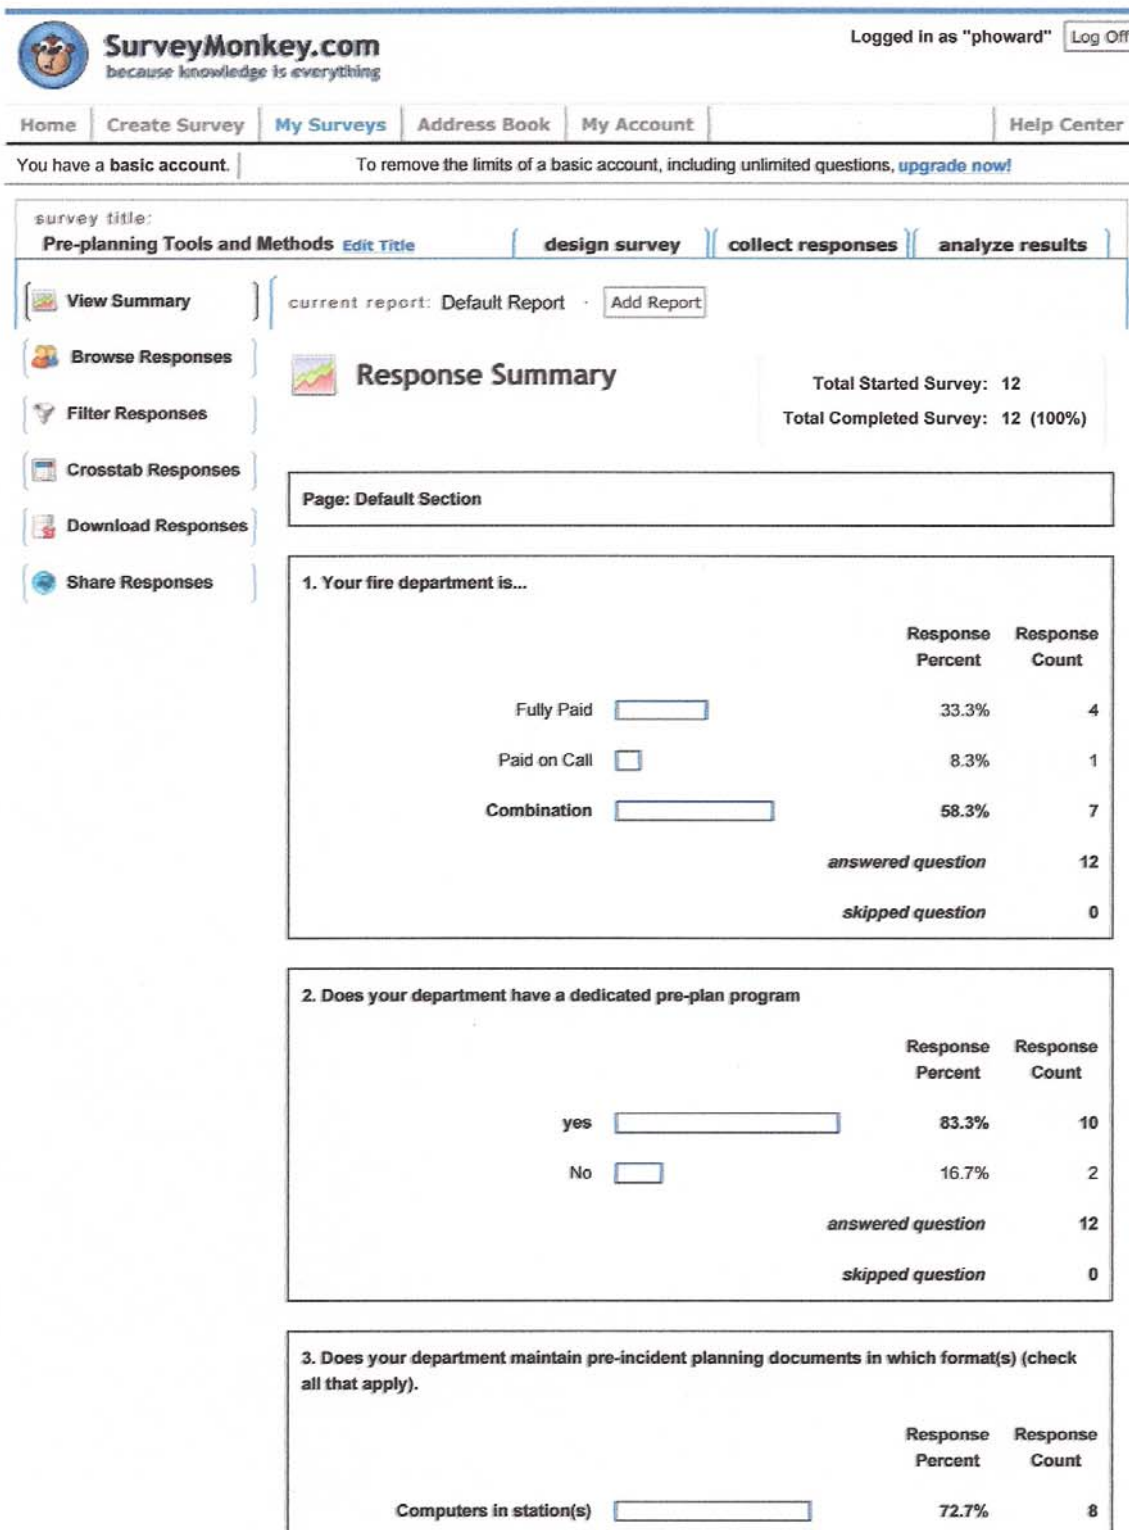 SurveyMonkey.com
because knowledge is everything
Logged in as "phoward" Log Off
Home Create Survey My Surveys Address Book My Account Help Center
You have a basic account. To remove the limits of a basic account, including unlimited questions, upgrade now!
survey title:
Pre-planning Tools and Methods Edit Title design survey collect responses analyze results
View Summary
Browse Responses
Filter Responses
Crosstab Responses
Download Responses
Share Responses
current report: Default Report · Add Report
Response Summary
Total Started Survey: 12
Total Completed Survey: 12 (100%)
Page: Default Section
1. Your fire department is...
Response Response
Percent Count
Fully Paid 33.3% 4
Paid on Call 8.3% 1
Combination 58.3% 7
answered question 12
skipped question 0
2. Does your department have a dedicated pre-plan program
Response Response
Percent Count
yes 83.3% 10
No 16.7% 2
answered question 12
skipped question 0
3. Does your department maintain pre-incident planning documents in which format(s) (check
all that apply).
Response Response
Percent Count
Computers in station(s) 72.7% 8